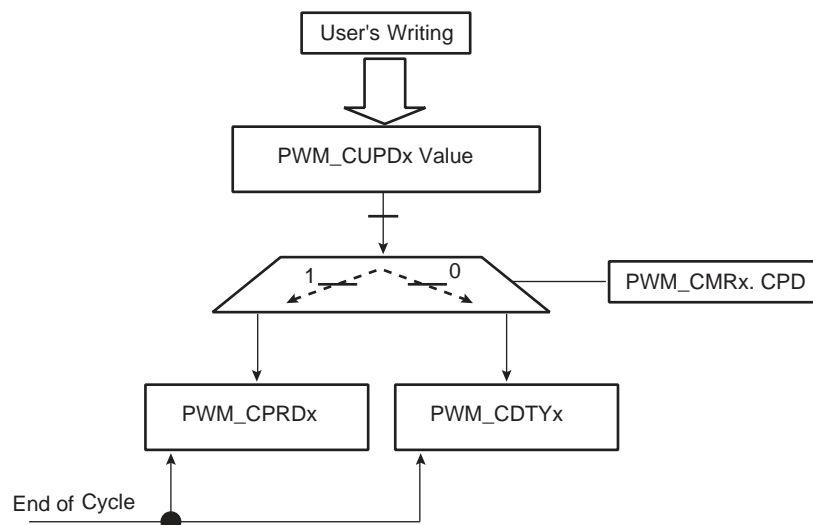 User's Writing
PWM_CUPDx Value
1
0
PWM_CMRx. CPD
PWM_CPRDx
PWM_CDTYx
End of Cycle